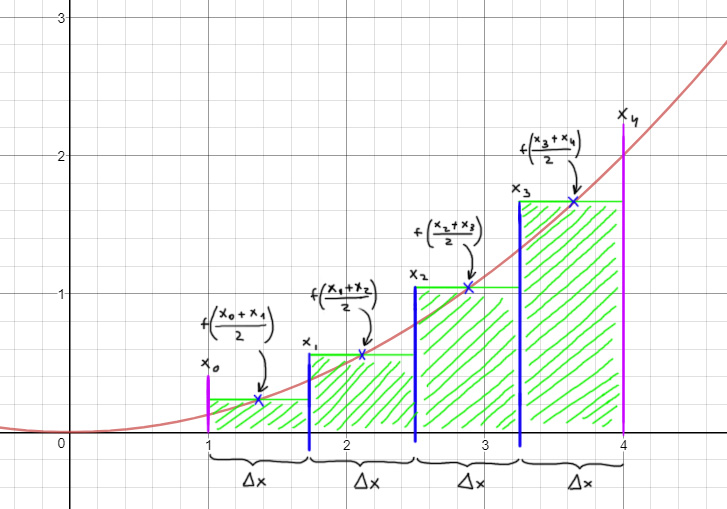 3
2
x₄
f(x₃ + x₄ / 2)
x₃
f(x₂ + x₃ / 2)
x₂
f(x₁ + x₂ / 2)
x₁
f(x₀ + x₁ / 2)
x₀
1
0 1 2 3 4
Δx Δx Δx Δx